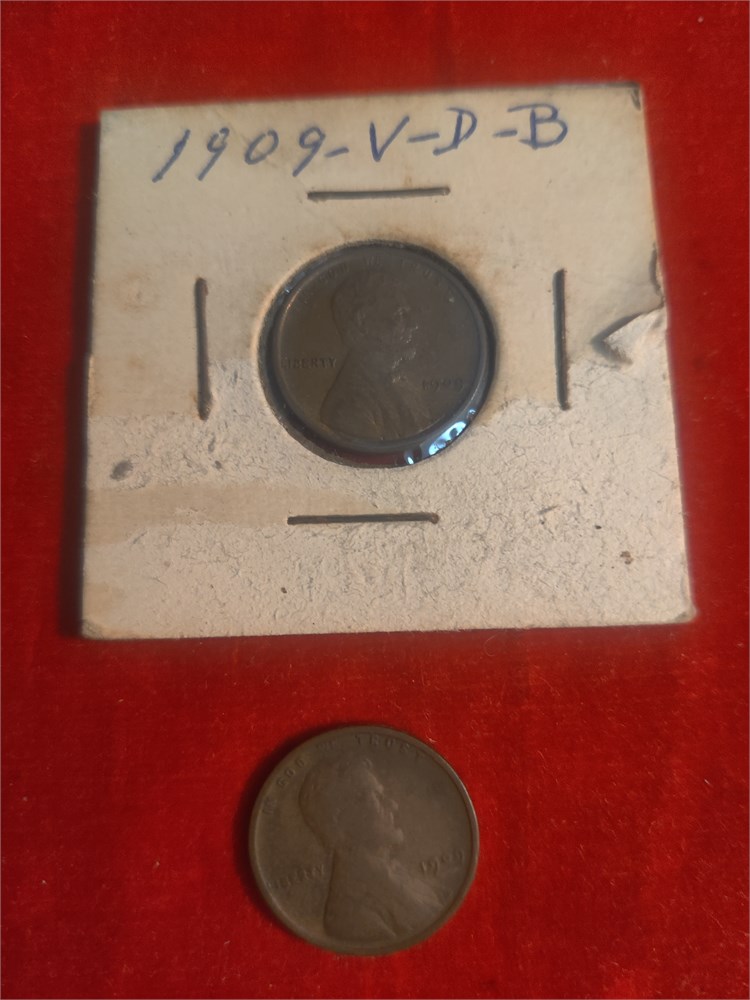 1909-V-D-B
LIBERTY
1909
IN GOD WE TRUST
LIBERTY
1909